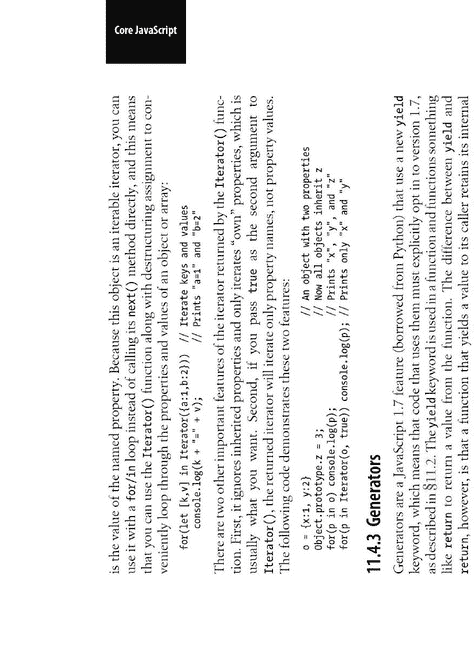 Core JavaScript
is the value of the named property. Because this object is an iterable iterator, you can
use it with a for/in loop instead of calling its next() method directly, and this means
that you can use the Iterator() function along with destructuring assignment to con-
veniently loop through the properties and values of an object or array:
for(let [k,v] in Iterator({a:1,b:2})) // Iterate keys and values
console.log(k + "=" + v); // Prints "a=1" and "b=2"
There are two other important features of the iterator returned by the Iterator() func-
tion. First, it ignores inherited properties and only iterates “own” properties, which is
usually what you want. Second, if you pass true as the second argument to
Iterator(), the returned iterator will iterate only property names, not property values.
The following code demonstrates these two features:
o = {x:1, y:2} // An object with two properties
Object.prototype.z = 3; // Now all objects inherit z
for(p in o) console.log(p); // Prints "x", "y", and "z"
for(p in Iterator(o, true)) console.log(p); // Prints only "x" and "y"
11.4.3 Generators
Generators are a JavaScript 1.7 feature (borrowed from Python) that use a new yield
keyword, which means that code that uses them must explicitly opt in to version 1.7,
as described in §11.2. The yield keyword is used in a function and functions something
like return to return a value from the function. The difference between yield and
return, however, is that a function that yields a value to its caller retains its internal